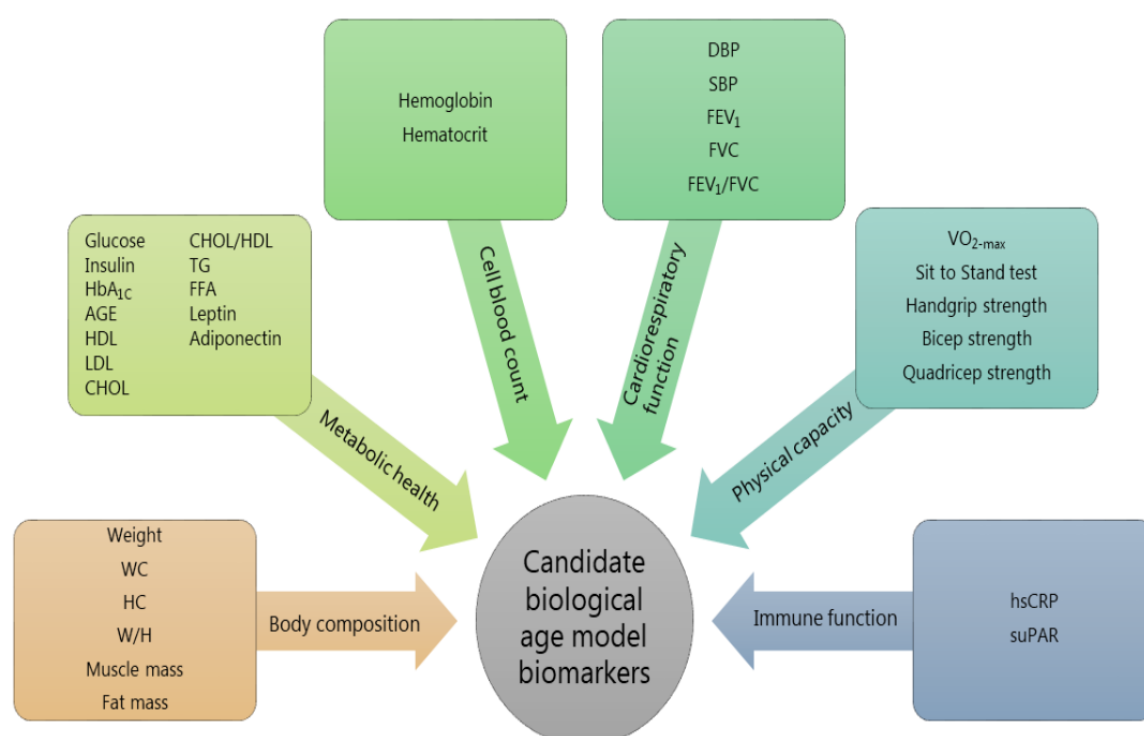 Hemoglobin
Hematocrit
DBP
SBP
FEV₁
FVC
FEV₁/FVC
Glucose
Insulin
HbA₁C
AGE
HDL
LDL
CHOL
CHOL/HDL
TG
FFA
Leptin
Adiponectin
VO₂₋max
Sit to Stand test
Handgrip strength
Bicep strength
Quadricep strength
Cell blood count
Cardiorespiratory
function
Metabolic health
Physical capacity
Weight
WC
HC
W/H
Muscle mass
Fat mass
Body composition
Candidate
biological
age model
biomarkers
Immune function
hsCRP
suPAR